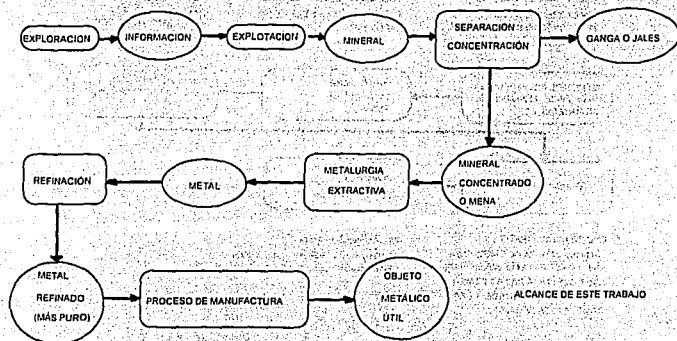 EXPLORACION
INFORMACION
EXPLOTACION
MINERAL
SEPARACION
CONCENTRACIÓN
GANGA O JALES
REFINACIÓN
METAL
METALURGIA
EXTRACTIVA
MINERAL
CONCENTRADO
O MENA
METAL
REFINADO
(MÁS PURO)
PROCESO DE MANUFACTURA
OBJETO
METÁLICO
ÚTIL
ALCANCE DE ESTE TRABAJO